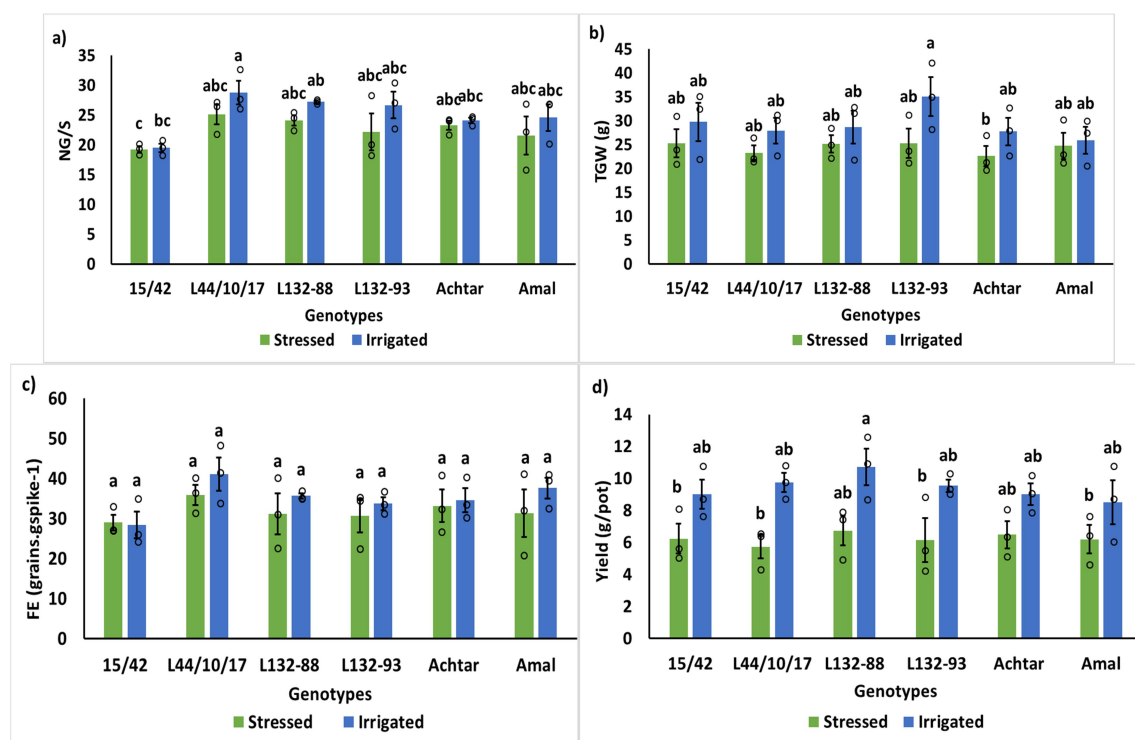 a)
NG/S
35
30
25
20
15
10
5
0
c bc abc a abc ab abc abc abc abc abc abc
15/42 L44/10/17 L132-88 L132-93 Achtar Amal
Genotypes
Stressed Irrigated
b)
TGW (g)
45
40
35
30
25
20
15
10
5
0
ab ab ab ab ab ab ab a b ab ab ab
15/42 L44/10/17 L132-88 L132-93 Achtar Amal
Genotypes
Stressed Irrigated
c)
FE (grains.gspike-1)
60
50
40
30
20
10
0
a a a a a a a a a a a a
15/42 L44/10/17 L132-88 L132-93 Achtar Amal
Genotypes
Stressed Irrigated
d)
Yield (g/pot)
14
12
10
8
6
4
2
0
b ab b ab ab a b ab ab ab b ab
15/42 L44/10/17 L132-88 L132-93 Achtar Amal
Genotypes
Stressed Irrigated